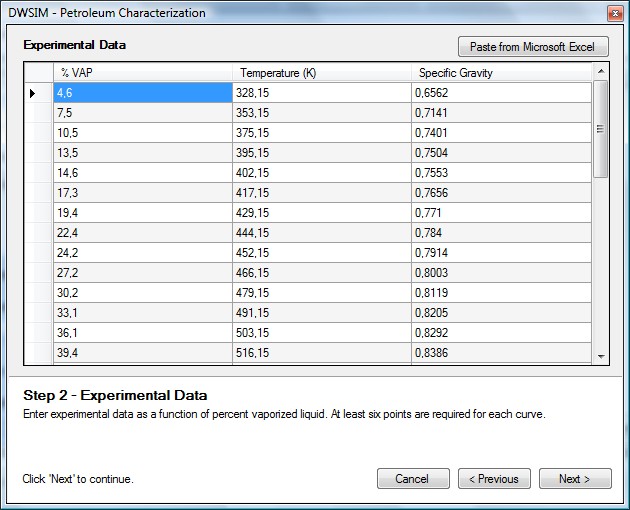 DWSIM - Petroleum Characterization
Experimental Data
Paste from Microsoft Excel
% VAP Temperature (K) Specific Gravity
4,6 328,15 0,6562
7,5 353,15 0,7141
10,5 375,15 0,7401
13,5 395,15 0,7504
14,6 402,15 0,7553
17,3 417,15 0,7656
19,4 429,15 0,771
22,4 444,15 0,784
24,2 452,15 0,7914
27,2 466,15 0,8003
30,2 479,15 0,8119
33,1 491,15 0,8205
36,1 503,15 0,8292
39,4 516,15 0,8386
Step 2 - Experimental Data
Enter experimental data as a function of percent vaporized liquid. At least six points are required for each curve.
Click 'Next' to continue.
Cancel
< Previous
Next >